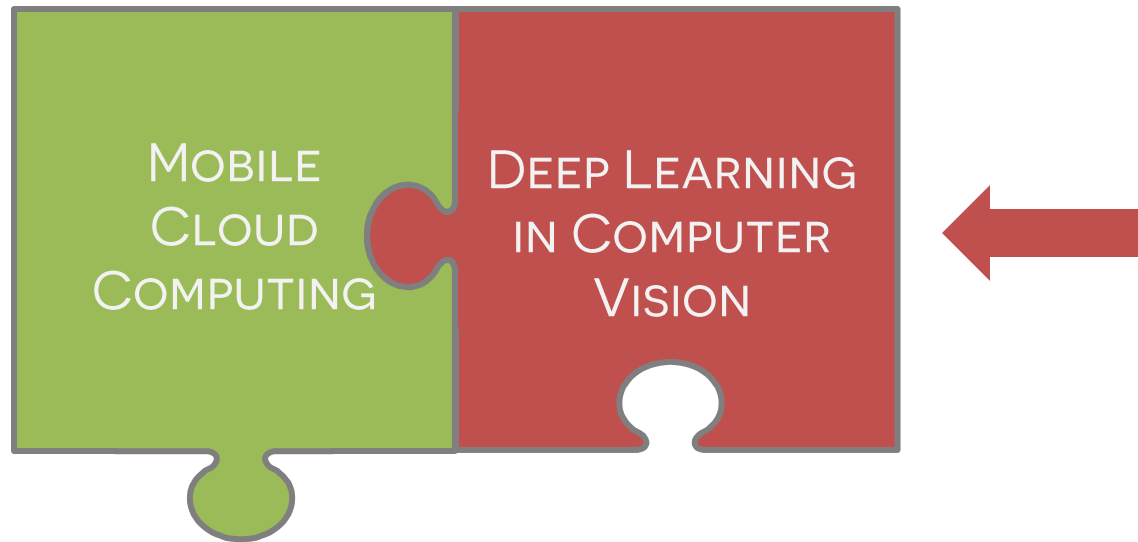 Mobile
Cloud
Computing
Deep Learning
in Computer
Vision